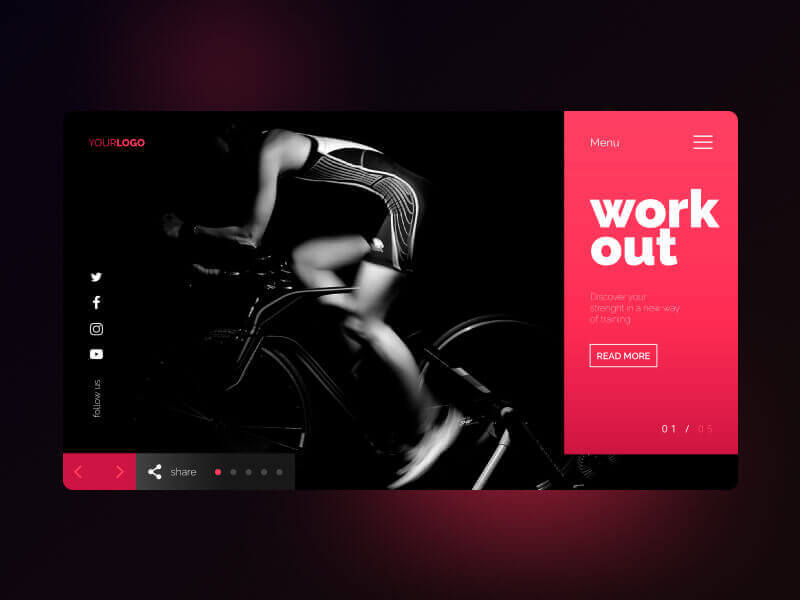 YOURLOGO
Menu
work
out
Discover your
strenght in a new way
of training
READ MORE
01 / 05
follow us
share